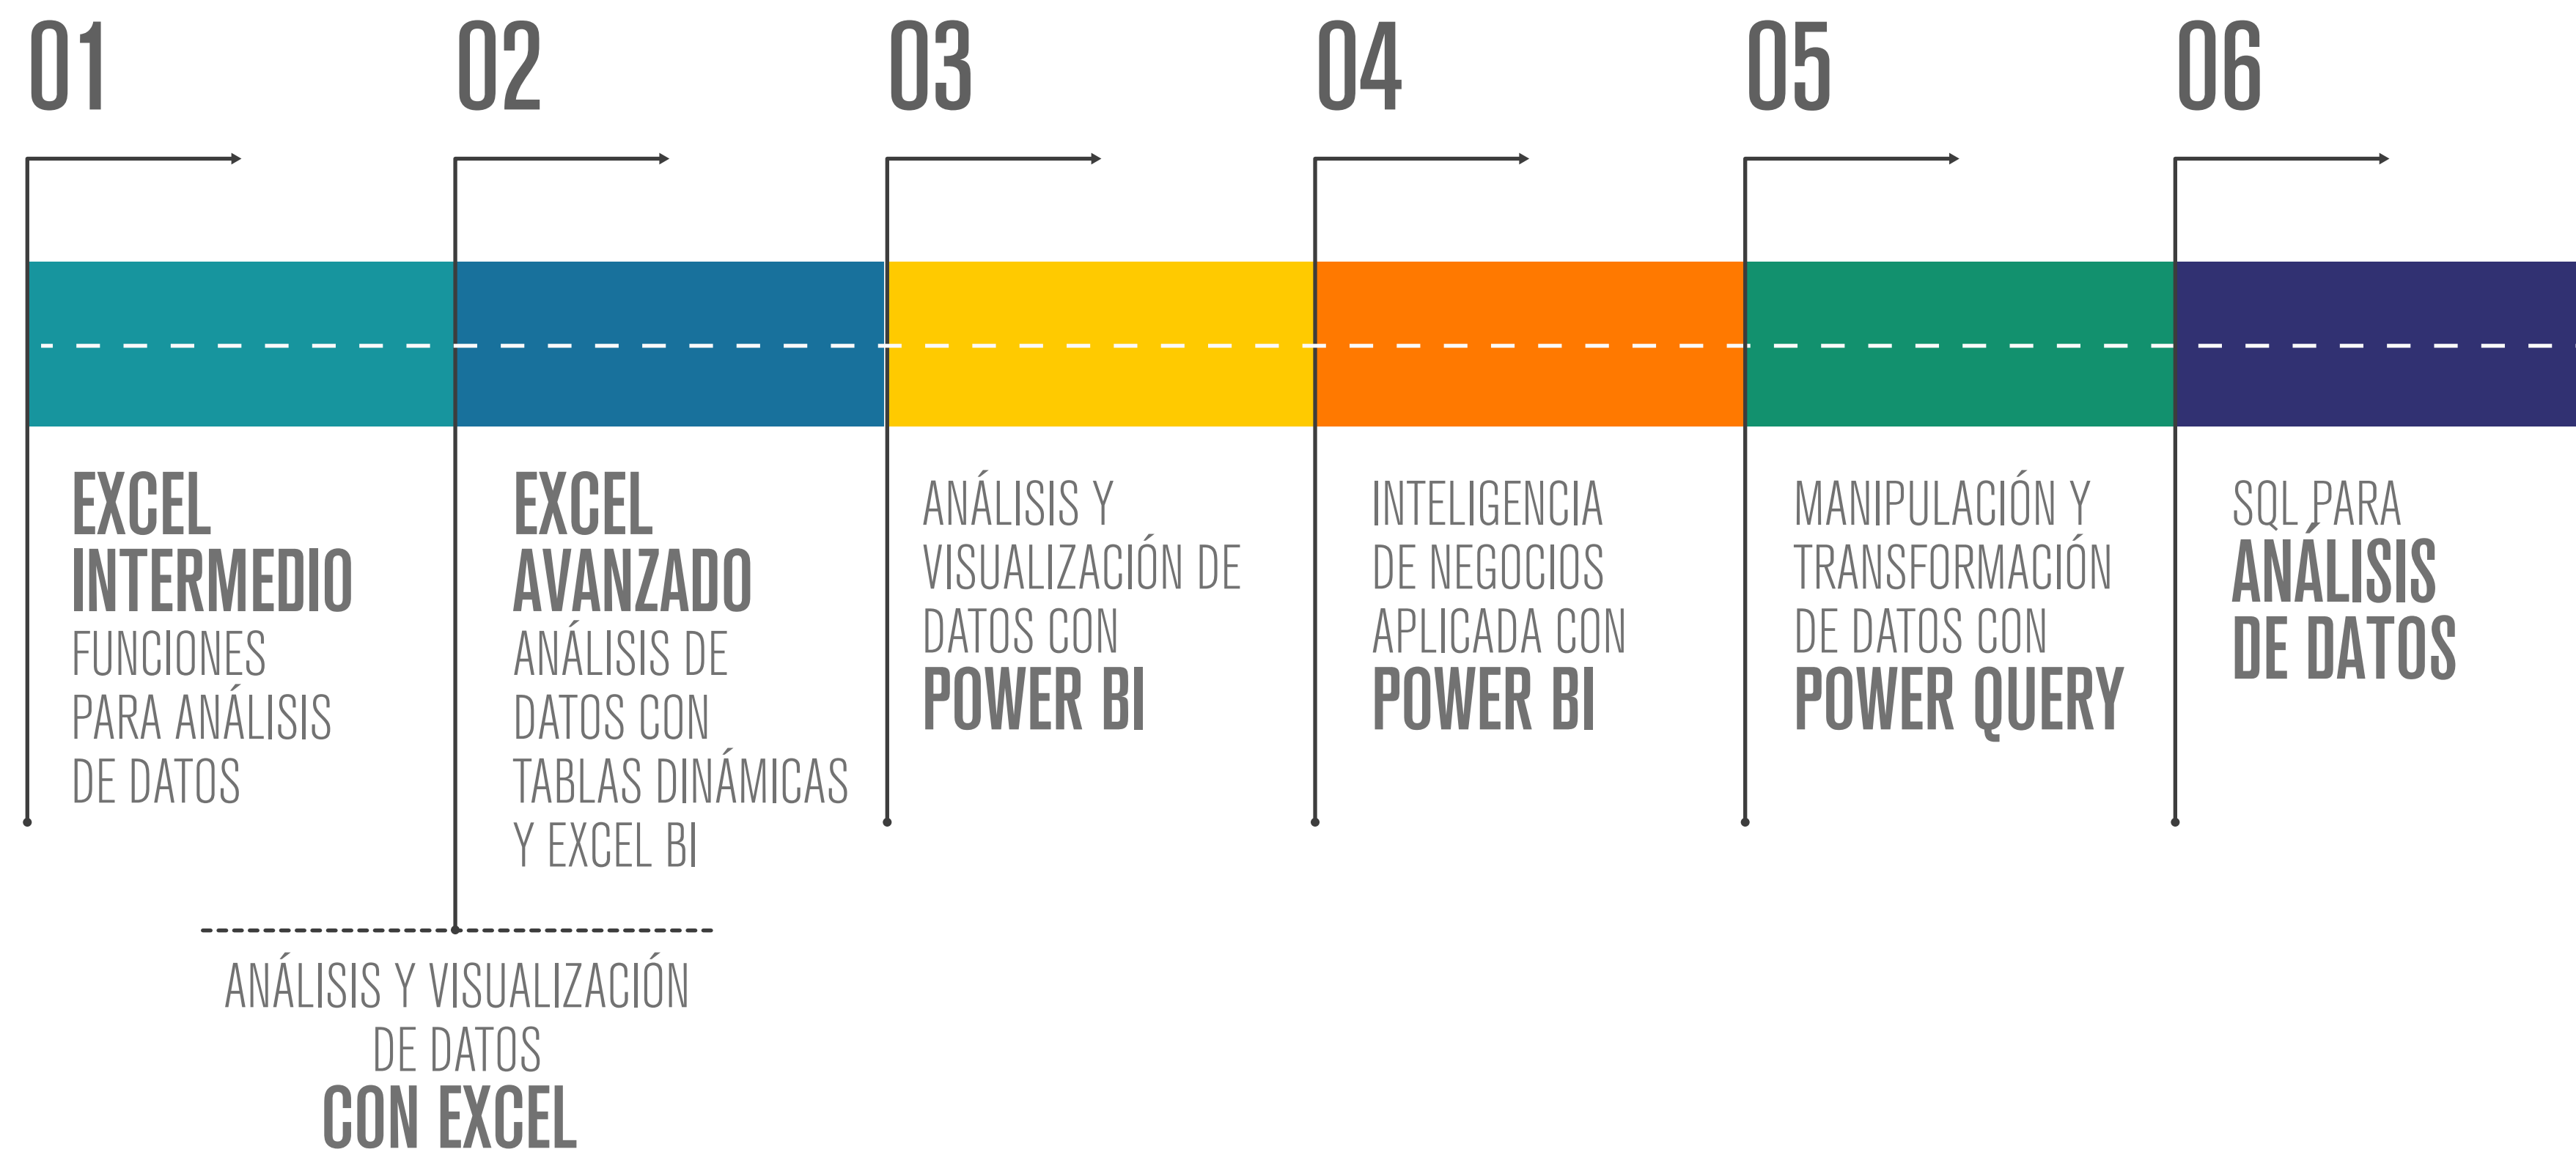 01
02
03
04
05
06
EXCEL
INTERMEDIO
FUNCIONES
PARA ANÁLISIS
DE DATOS
EXCEL
AVANZADO
ANÁLISIS DE
DATOS CON
TABLAS DINÁMICAS
Y EXCEL BI
ANÁLISIS Y VISUALIZACIÓN
DE DATOS
CON EXCEL
ANÁLISIS Y
VISUALIZACIÓN DE
DATOS CON
POWER BI
INTELIGENCIA
DE NEGOCIOS
APLICADA CON
POWER BI
MANIPULACIÓN Y
TRANSFORMACIÓN
DE DATOS CON
POWER QUERY
SQL PARA
ANÁLISIS
DE DATOS